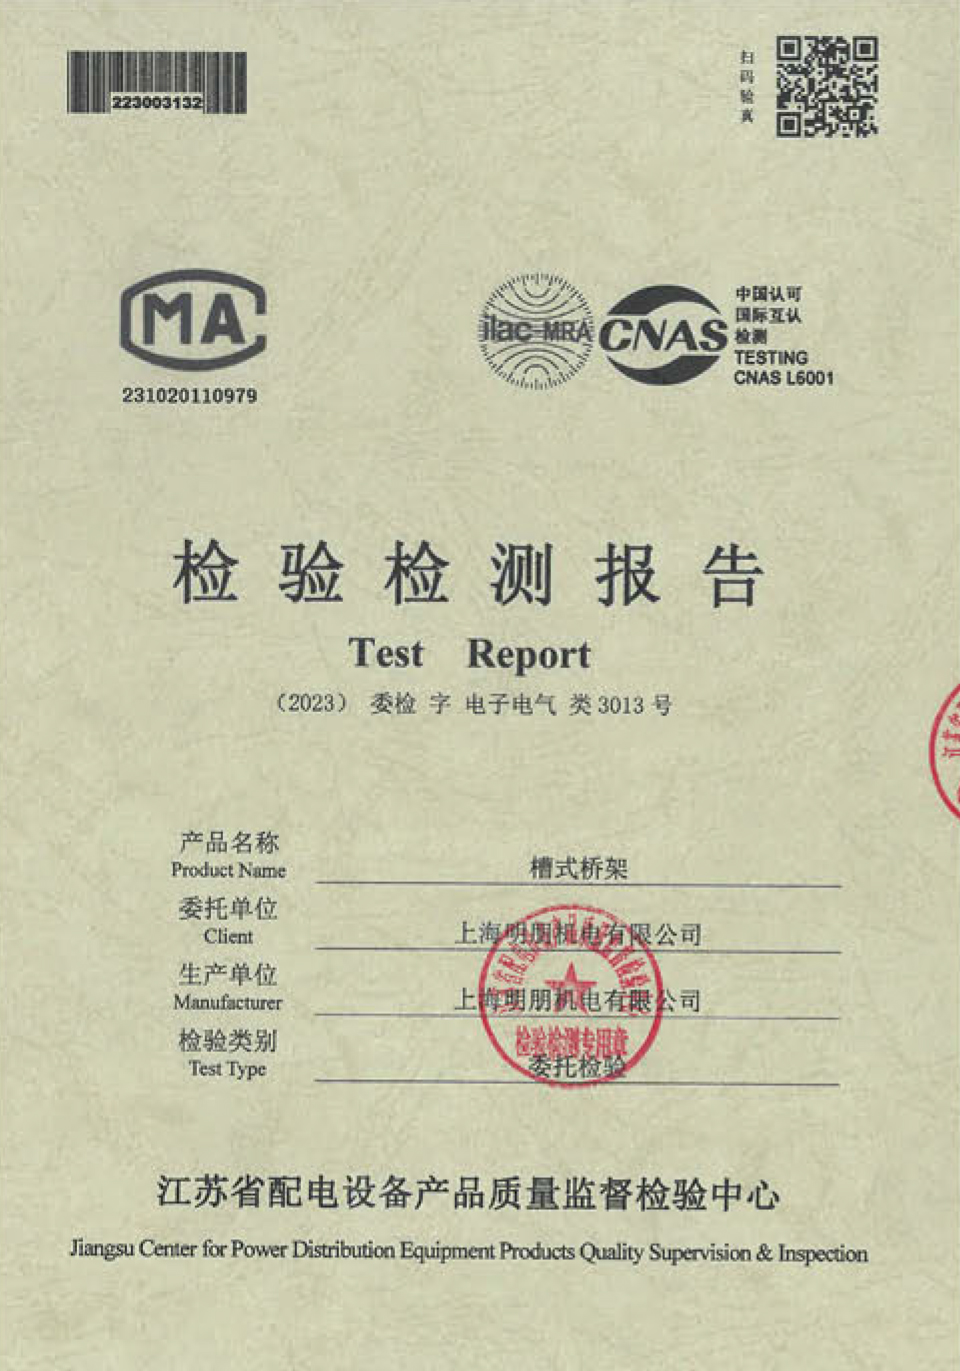 223003132
扫码验真
MA
231020110979
ilac-MRA
CNAS
中国认可
国际互认
检测
TESTING
CNAS L6001
检验检测报告
Test Report
（2023） 委检 字 电子电气 类 3013 号
产品名称
Product Name
槽式桥架
委托单位
Client
上海明朋机电有限公司
生产单位
Manufacturer
上海明朋机电有限公司
检验检测专用章
检验类别
Test Type
委托检验
江苏省配电设备产品质量监督检验中心
Jiangsu Center for Power Distribution Equipment Products Quality Supervision & Inspection